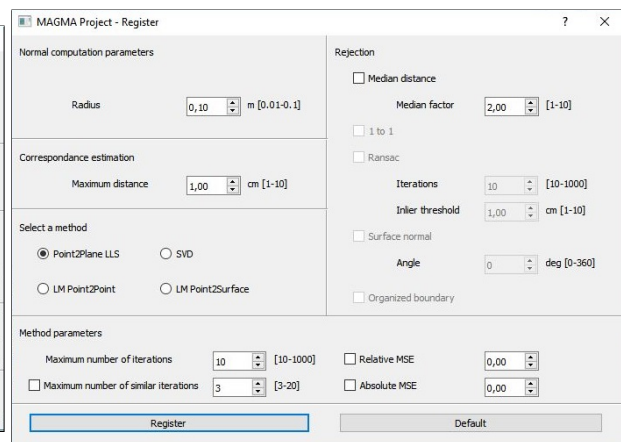 MAGMA Project - Register
?
Normal computation parameters
Radius 0,10 m [0.01-0.1]
Correspondance estimation
Maximum distance 1,00 cm [1-10]
Select a method
Point2Plane LLS SVD
LM Point2Point LM Point2Surface
Rejection
Median distance
Median factor 2,00 [1-10]
1 to 1
Ransac
Iterations 10 [10-1000]
Inlier threshold 1,00 cm [1-10]
Surface normal
Angle 0 deg [0-360]
Organized boundary
Method parameters
Maximum number of iterations 10 [10-1000] Relative MSE 0,00
Maximum number of similar iterations 3 [3-20] Absolute MSE 0,00
Register Default